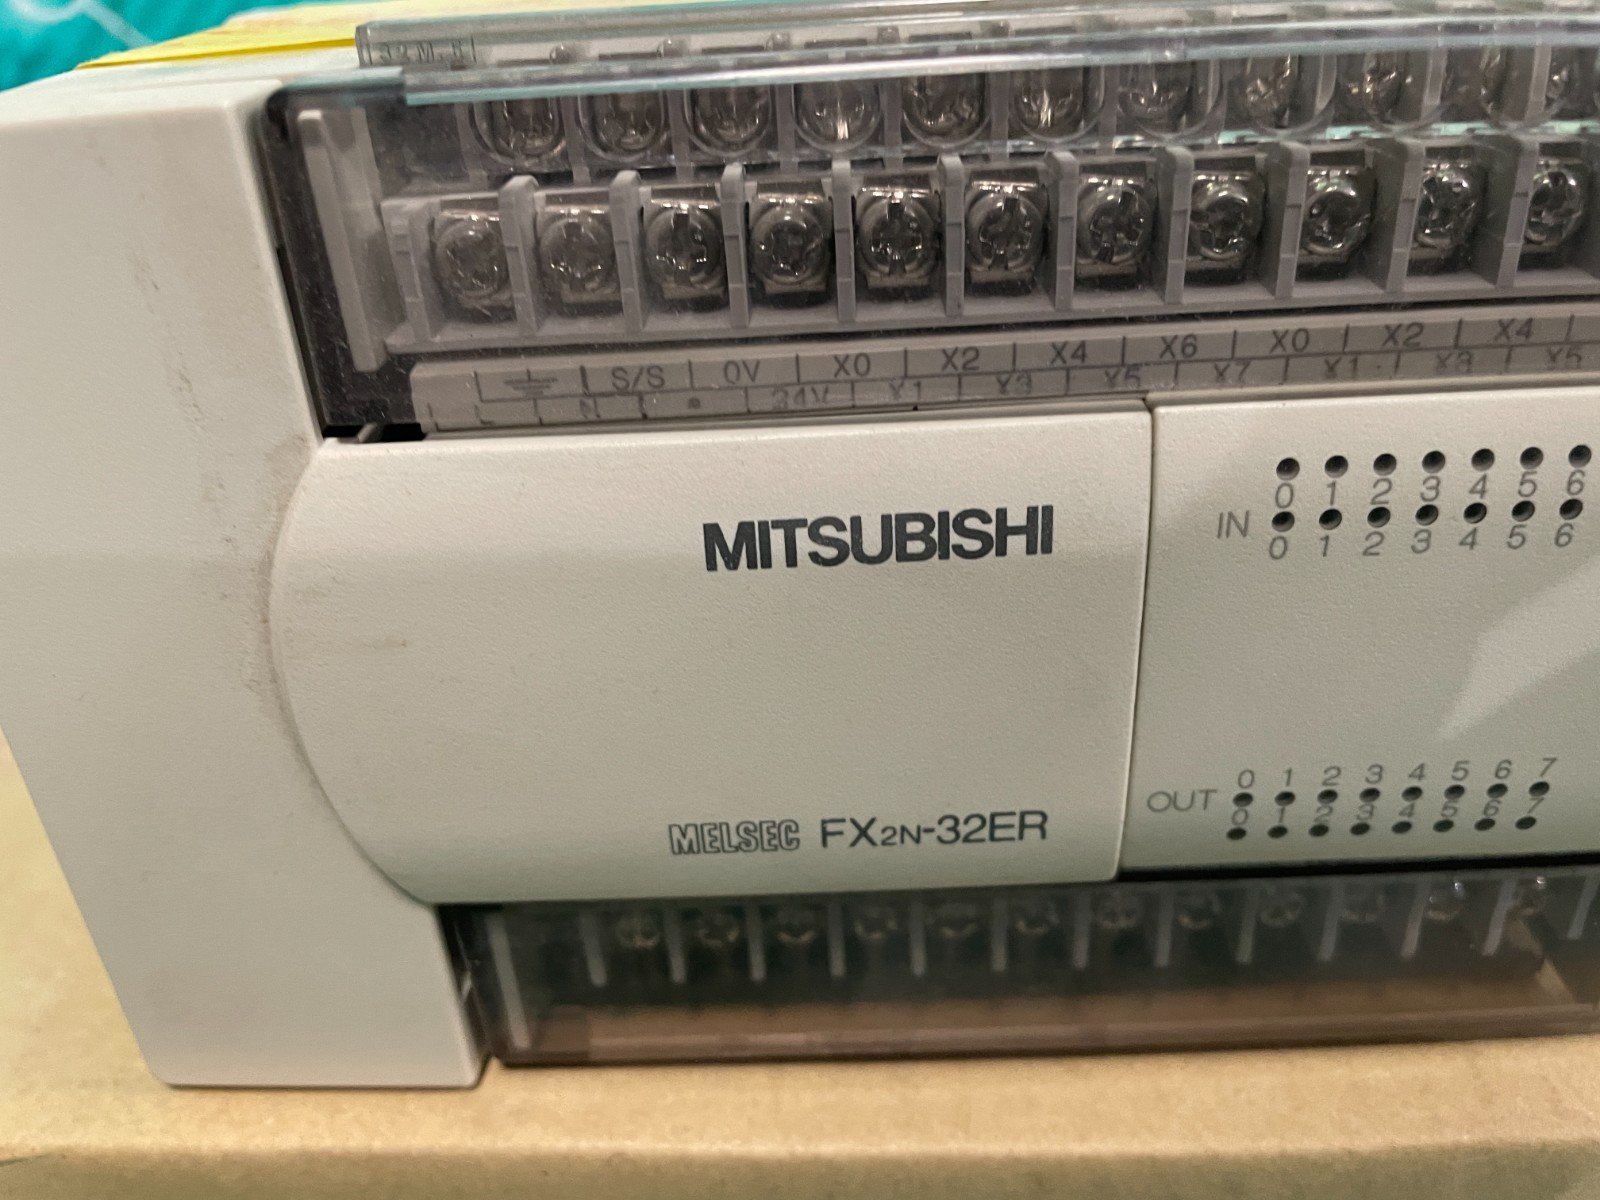 S/S 0V X0 X2 X4 X6 X0 X2 X4
L N • 24V X1 X3 X5 X7 X1 X3 X5
MITSUBISHI
0 1 2 3 4 5 6
IN
0 1 2 3 4 5 6
0 1 2 3 4 5 6 7
OUT
0 1 2 3 4 5 6 7
MELSEC FX2N-32ER